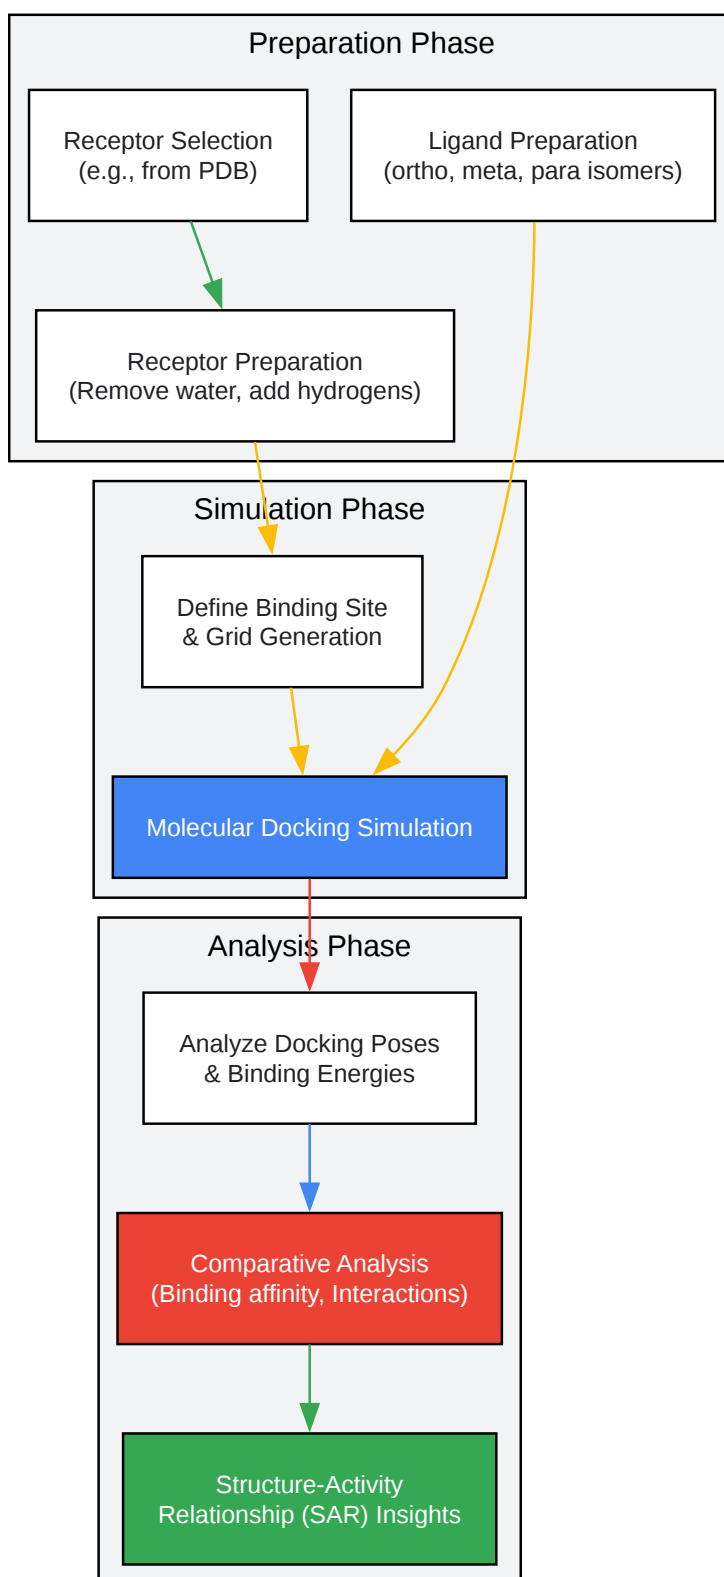 Preparation Phase
Receptor Selection
(e.g., from PDB)
Ligand Preparation
(ortho, meta, para isomers)
Receptor Preparation
(Remove water, add hydrogens)
Simulation Phase
Define Binding Site
& Grid Generation
Molecular Docking Simulation
Analysis Phase
Analyze Docking Poses
& Binding Energies
Comparative Analysis
(Binding affinity, Interactions)
Structure-Activity
Relationship (SAR) Insights